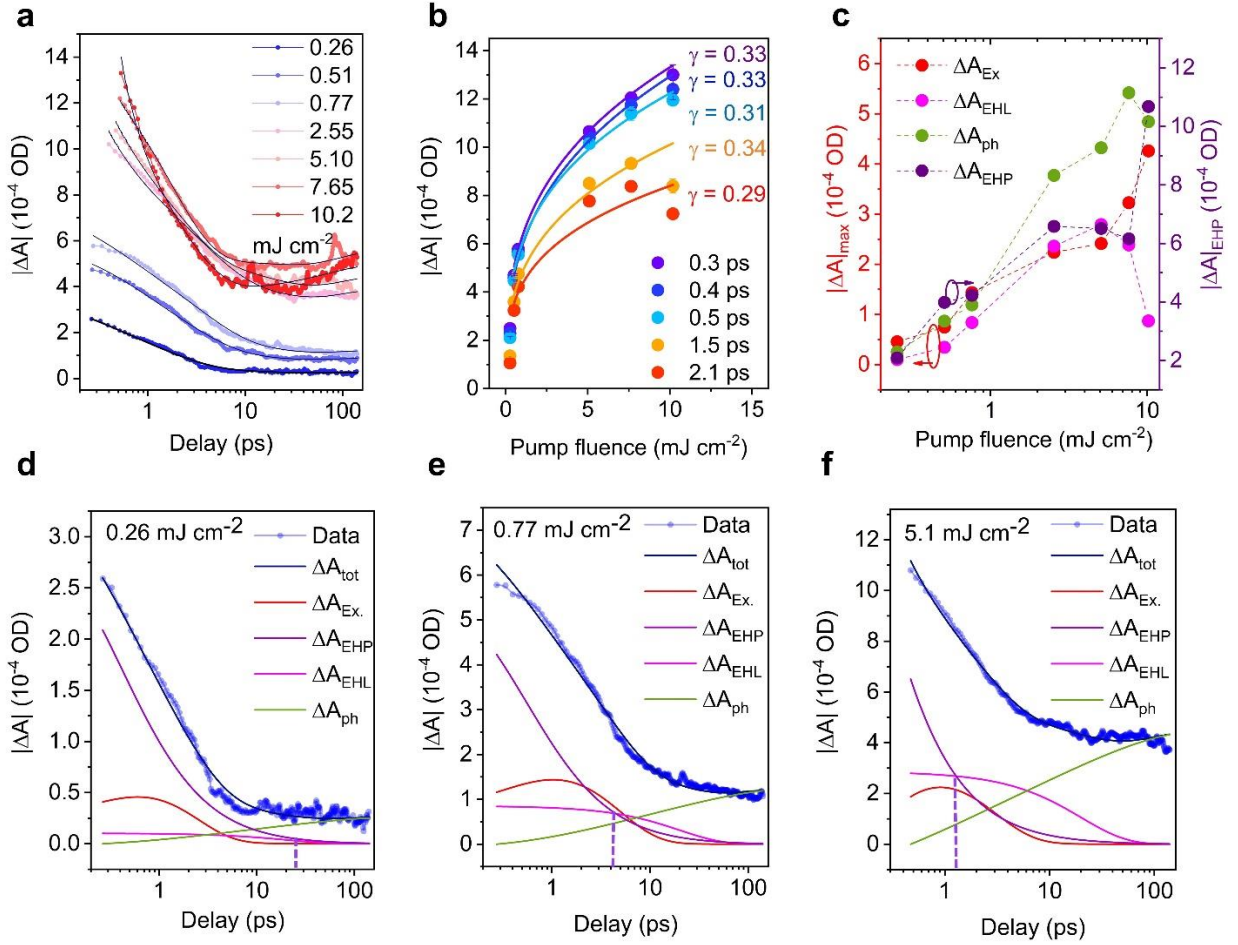 a
|ΔA| (10⁻⁴ OD)
14
12
10
8
6
4
2
0
0.26
0.51
0.77
2.55
5.10
7.65
10.2
mJ cm⁻²
1
10
100
Delay (ps)
b
|ΔA| (10⁻⁴ OD)
14
12
10
8
6
4
2
0
γ = 0.33
γ = 0.33
γ = 0.31
γ = 0.34
γ = 0.29
0.3 ps
0.4 ps
0.5 ps
1.5 ps
2.1 ps
0
5
10
15
Pump fluence (mJ cm⁻²)
c
|ΔA|max (10⁻⁴ OD)
6
5
4
3
2
1
0
ΔAEx
ΔAEHL
ΔAph
ΔAEHP
12
10
8
6
4
2
|ΔA|EHP (10⁻⁴ OD)
1
10
Pump fluence (mJ cm⁻²)
d
|ΔA| (10⁻⁴ OD)
3.0
2.5
2.0
1.5
1.0
0.5
0.0
0.26 mJ cm⁻²
Data
ΔAtot
ΔAEx.
ΔAEHP
ΔAEHL
ΔAph
1
10
100
Delay (ps)
e
|ΔA| (10⁻⁴ OD)
7
6
5
4
3
2
1
0
0.77 mJ cm⁻²
Data
ΔAtot
ΔAEx.
ΔAEHP
ΔAEHL
ΔAph
1
10
100
Delay (ps)
f
|ΔA| (10⁻⁴ OD)
12
10
8
6
4
2
0
5.1 mJ cm⁻²
Data
ΔAtot
ΔAEx.
ΔAEHP
ΔAEHL
ΔAph
1
10
100
Delay (ps)